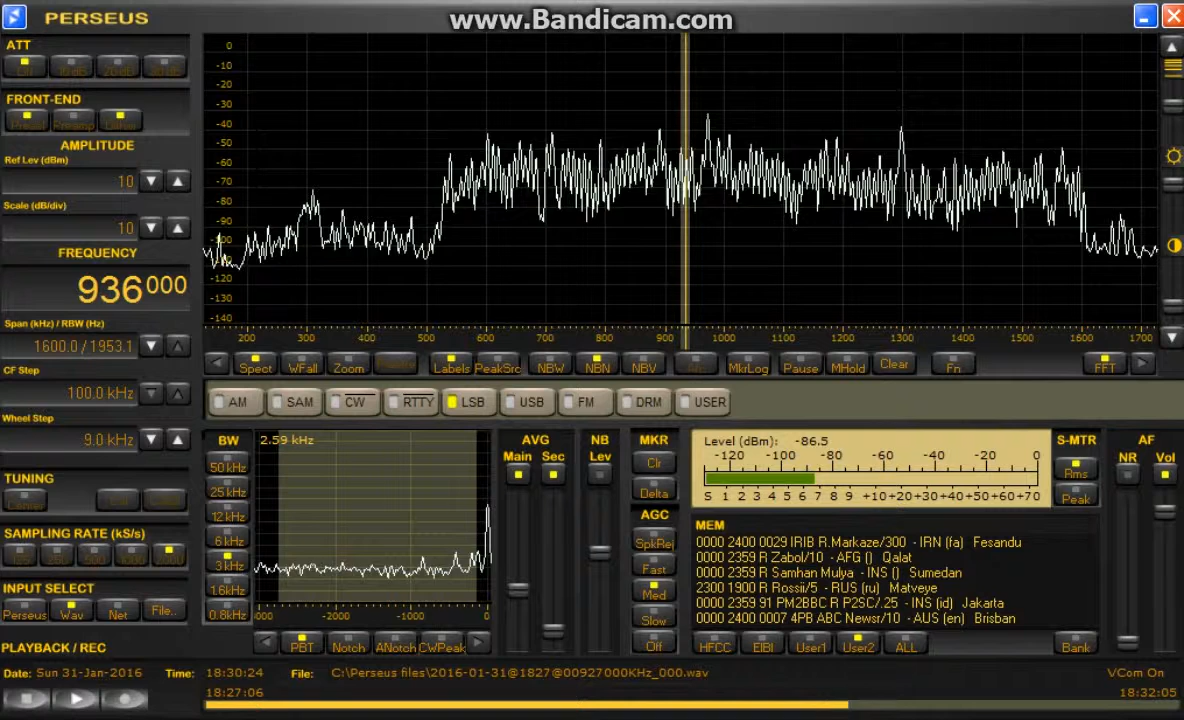 PERSEUS
www.Bandicam.com
ATT
FRONT-END
Preamp
AMPLITUDE
Ref Lev (dBm)
10
Scale (dB/div)
10
FREQUENCY
936000
Span (kHz) / RBW (Hz)
1600.0 / 1953.1
CF Step
100.0 kHz
Wheel Step
9.0 kHz
TUNING
Center
SAMPLING RATE (kS/s)
125 250 500 1000 2000
INPUT SELECT
Perseus Wav Net File..
0
-10
-20
-30
-40
-50
-60
-70
-80
-90
-100
-110
-120
-130
-140
200 300 400 500 600 700 800 900 1000 1100 1200 1300 1400 1500 1600 1700
Spect WFall Zoom Labels PeakSrc NBW NBN NBV MkrLog Pause MHold Clear Fn FFT
AM SAM CW RTTY LSB USB FM DRM USER
BW
50 kHz
25 kHz
12 kHz
6 kHz
3 kHz
1.6kHz
0.8kHz
2.59 kHz
-2000 -1000 0
PBT Notch ANotch CWPeak
AVG
Main Sec
NB
Lev
MKR
Clr
Delta
AGC
SpkRej
Fast
Med
Slow
Off
Level (dBm): -86.5
-120 -100 -80 -60 -40 -20 0
S 1 2 3 4 5 6 7 8 9 +10+20+30+40+50+60+70
S-MTR
Rms
Peak
AF
NR Vol
MEM
0000 2400 0029 IRIB R.Markaze/300 - IRN (fa) Fesandu
0000 2359 R Zabol/10 - AFG () Qalat
0000 2359 R Samhan Mulya - INS () Sumedan
2300 1900 R Rossii/5 - RUS (ru) Matveye
0000 2359 91 PM2BBC R P2SC/.25 - INS (id) Jakarta
0000 2400 0007 4PB ABC Newsr/10 - AUS (en) Brisban
HFCC EIBI User1 User2 ALL Bank
PLAYBACK / REC
Date: Sun 31-Jan-2016 Time: 18:30:24 File: C:\Perseus files\2016-01-31@1827@00927000KHz_000.wav VCom On
18:27:06 18:32:05